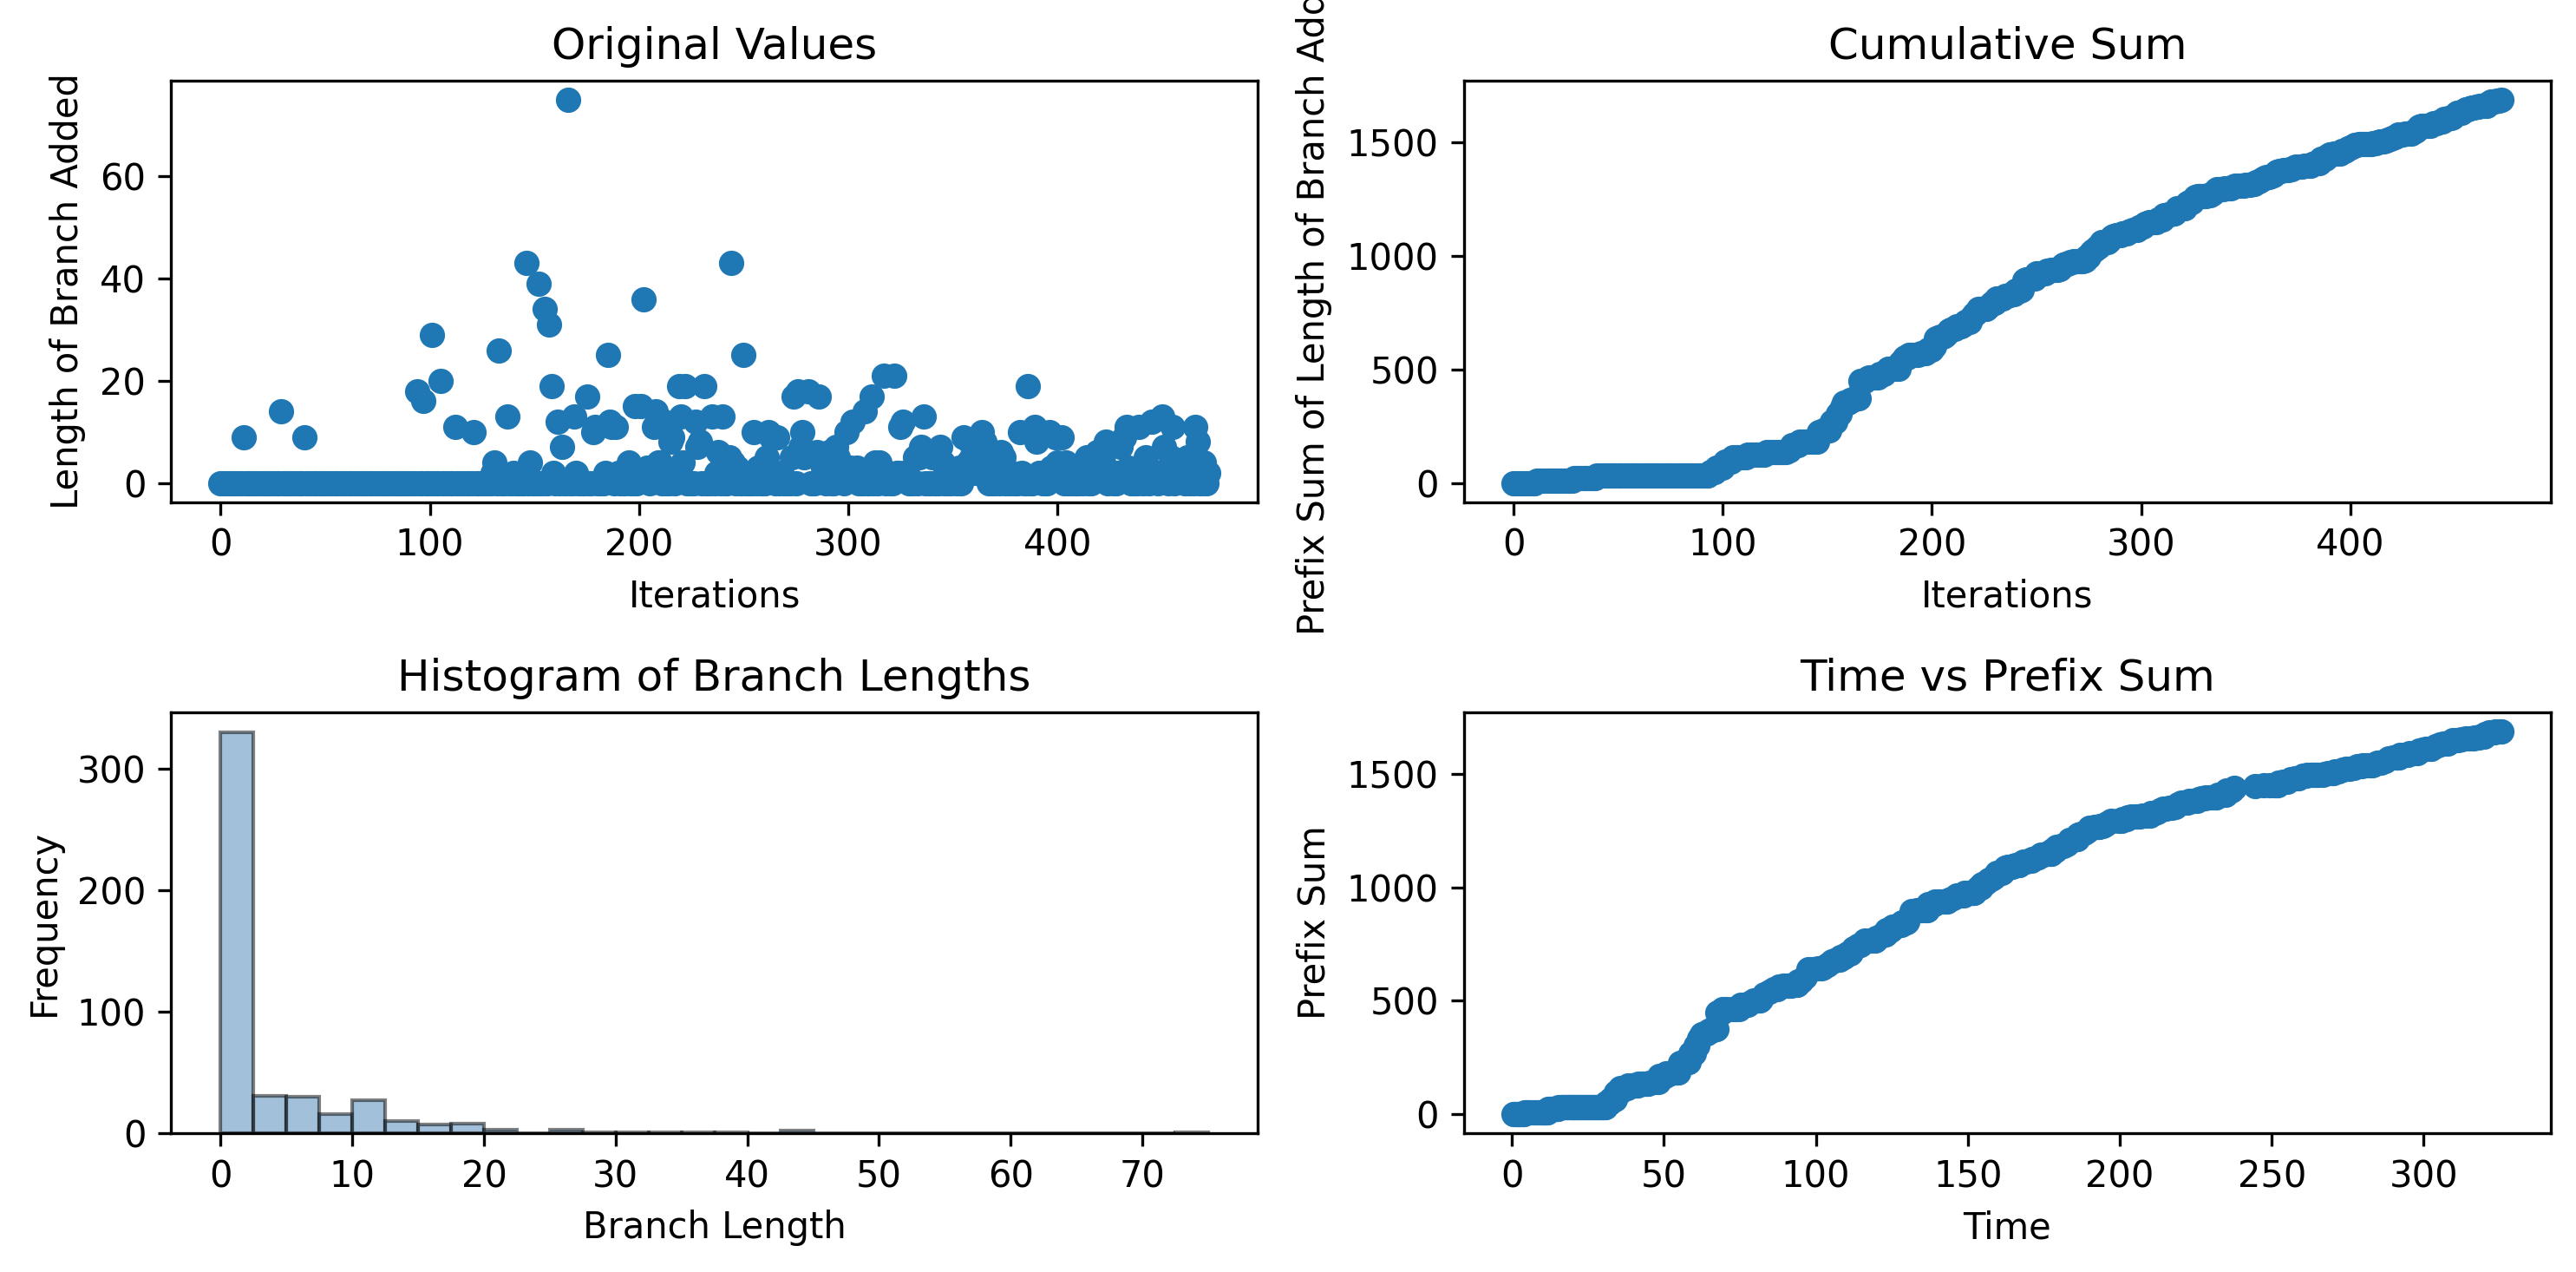 Original Values
Length of Branch Added
60
40
20
0
0 100 200 300 400
Iterations
Cumulative Sum
Prefix Sum of Length of Branch
1500
1000
500
0
0 100 200 300 400
Iterations
Histogram of Branch Lengths
Frequency
300
200
100
0
0 10 20 30 40 50 60 70
Branch Length
Time vs Prefix Sum
Prefix Sum
1500
1000
500
0
0 50 100 150 200 250 300
Time